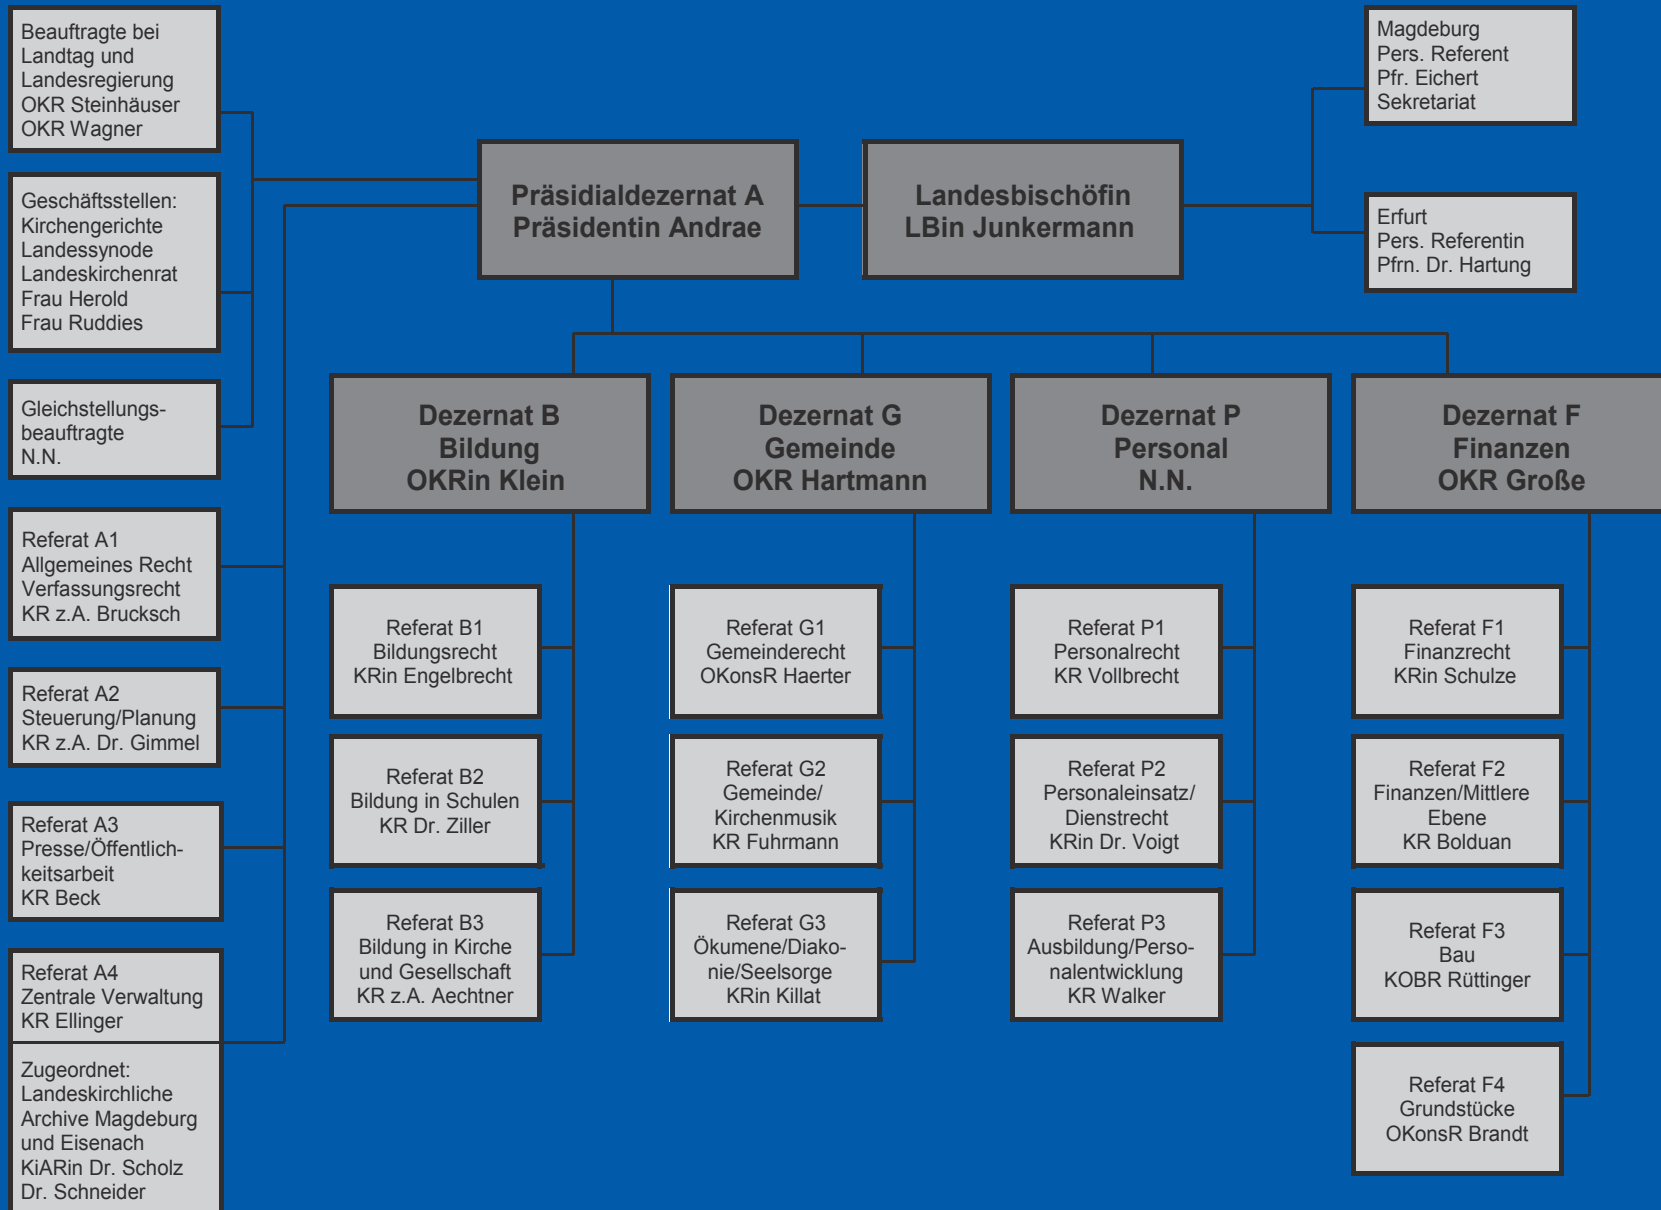 Beauftragte bei
Landtag und
Landesregierung
OKR Steinhäuser
OKR Wagner
Geschäftsstellen:
Kirchengerichte
Landessynode
Landeskirchenrat
Frau Herold
Frau Ruddies
Gleichstellungs-
beauftragte
N.N.
Referat A1
Allgemeines Recht
Verfassungsrecht
KR z.A. Brucksch
Referat A2
Steuerung/Planung
KR z.A. Dr. Gimmel
Referat A3
Presse/Öffentlich-
keitsarbeit
KR Beck
Referat A4
Zentrale Verwaltung
KR Ellinger
Zugeordnet:
Landeskirchliche
Archive Magdeburg
und Eisenach
KiARin Dr. Scholz
Dr. Schneider
Präsidialdezernat A
Präsidentin Andrae
Landesbischöfin
LBin Junkermann
Magdeburg
Pers. Referent
Pfr. Eichert
Sekretariat
Erfurt
Pers. Referentin
Pfrn. Dr. Hartung
Dezernat B
Bildung
OKRin Klein
Referat B1
Bildungsrecht
KRin Engelbrecht
Referat B2
Bildung in Schulen
KR Dr. Ziller
Referat B3
Bildung in Kirche
und Gesellschaft
KR z.A. Aechtner
Dezernat G
Gemeinde
OKR Hartmann
Referat G1
Gemeinderecht
OKonsR Haerter
Referat G2
Gemeinde/
Kirchenmusik
KR Fuhrmann
Referat G3
Ökumene/Diako-
nie/Seelsorge
KRin Killat
Dezernat P
Personal
N.N.
Referat P1
Personalrecht
KR Vollbrecht
Referat P2
Personaleinsatz/
Dienstrecht
KRin Dr. Voigt
Referat P3
Ausbildung/Perso-
nalentwicklung
KR Walker
Dezernat F
Finanzen
OKR Große
Referat F1
Finanzrecht
KRin Schulze
Referat F2
Finanzen/Mittlere
Ebene
KR Bolduan
Referat F3
Bau
KOBR Rüttinger
Referat F4
Grundstücke
OKonsR Brandt